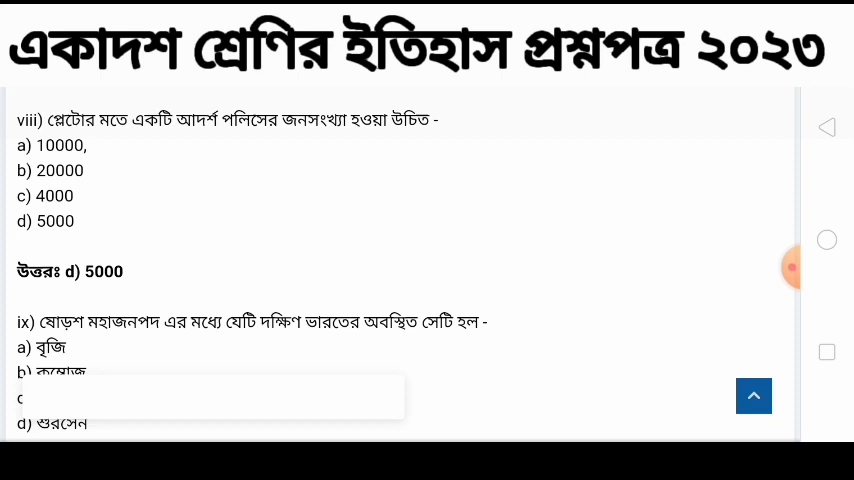 একাদশ শ্রেণির ইতিহাস প্রশ্নপত্র ২০২৩
viii) প্লেটোর মতে একটি আদর্শ পলিসের জনসংখ্যা হওয়া উচিত -
a) 10000,
b) 20000
c) 4000
d) 5000
উত্তরঃ d) 5000
ix) ষোড়শ মহাজনপদ এর মধ্যে যেটি দক্ষিণ ভারতের অবস্থিত সেটি হল -
a) বৃজি
b) কম্বোজ
d) শুরসেন